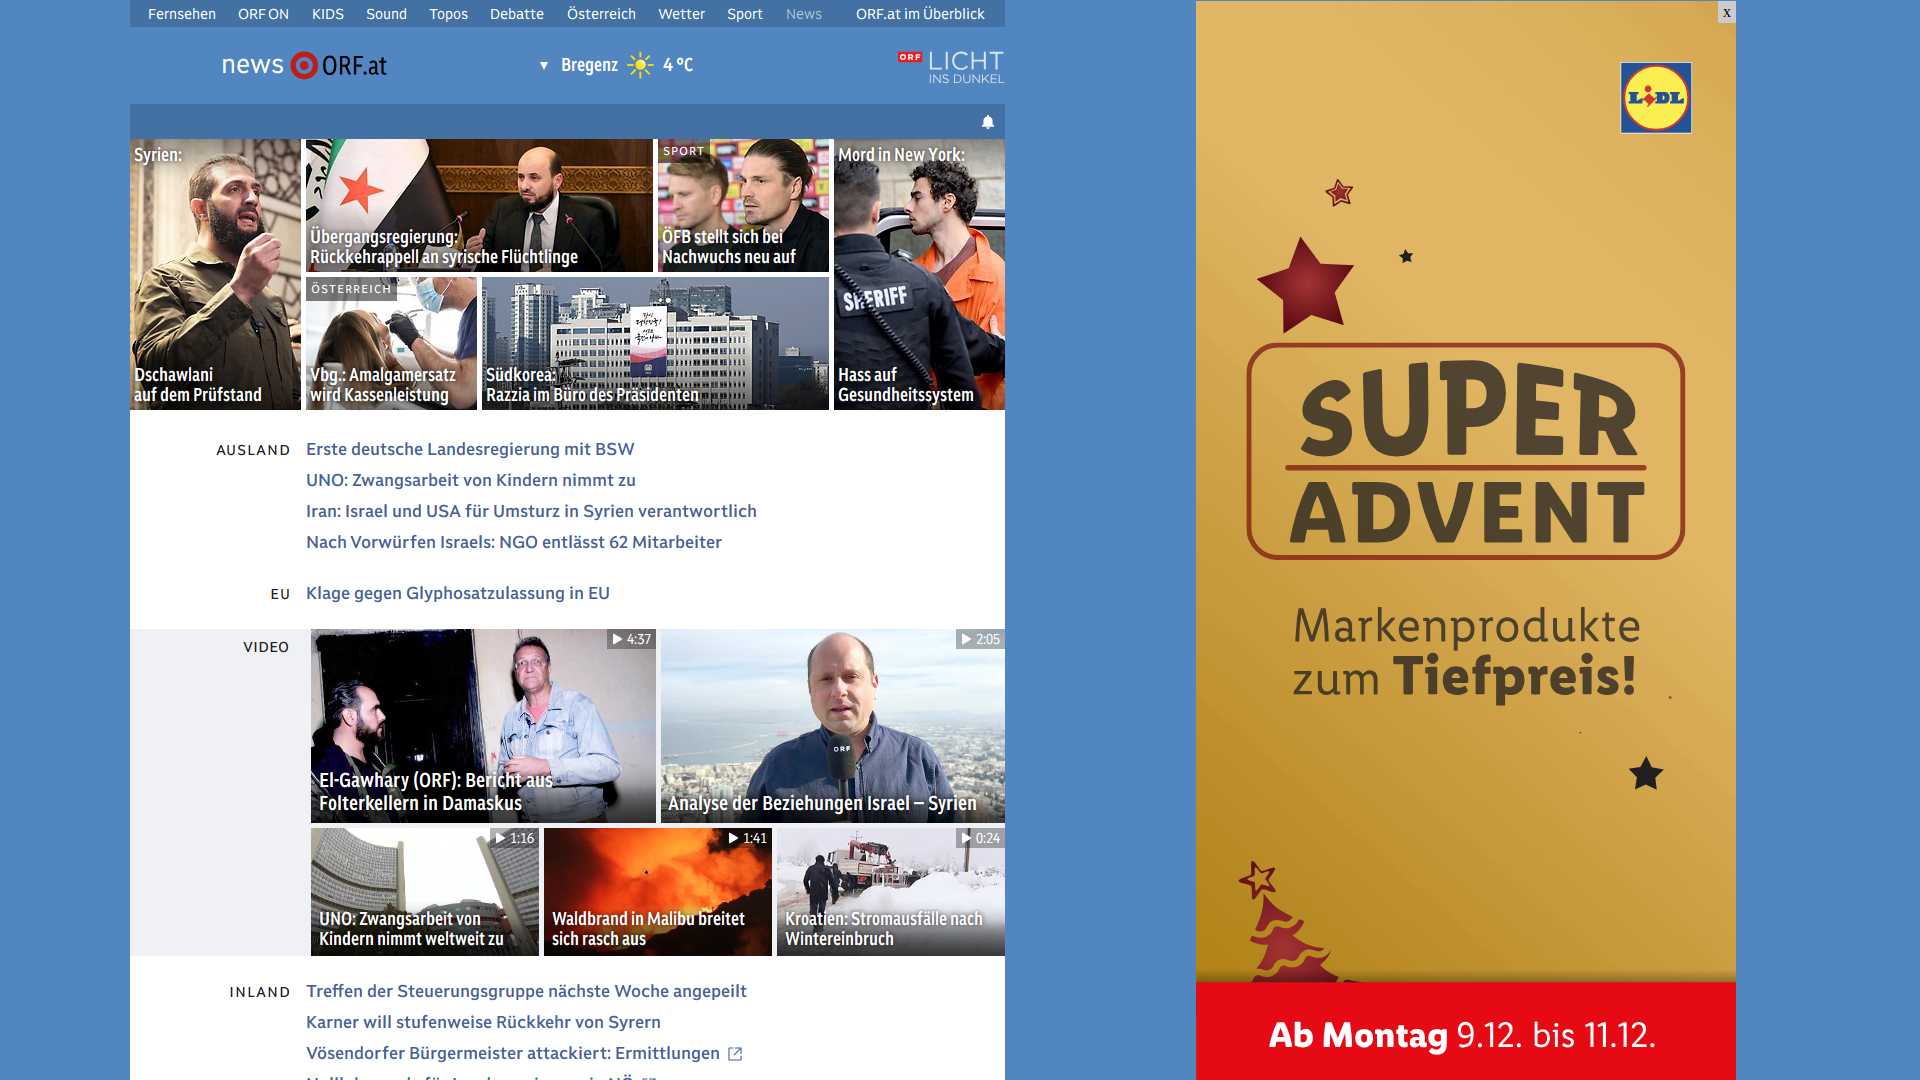 Fernsehen ORF ON KIDS Sound Topos Debatte Österreich Wetter Sport News ORF.at im Überblick
news ORF.at
▼ Bregenz 4 °C
ORF LICHT
INS DUNKEL
Syrien:
Dschawlani
auf dem Prüfstand
Übergangsregierung:
Rückkehrappell an syrische Flüchtlinge
SPORT
ÖFB stellt sich bei
Nachwuchs neu auf
Mord in New York:
SHERIFF
Hass auf
Gesundheitssystem
ÖSTERREICH
Vbg.: Amalgamersatz
wird Kassenleistung
Südkorea:
Razzia im Büro des Präsidenten
AUSLAND
Erste deutsche Landesregierung mit BSW
UNO: Zwangsarbeit von Kindern nimmt zu
Iran: Israel und USA für Umsturz in Syrien verantwortlich
Nach Vorwürfen Israels: NGO entlässt 62 Mitarbeiter
EU
Klage gegen Glyphosatzulassung in EU
VIDEO
4:37
El-Gawhary (ORF): Bericht aus
Folterkellern in Damaskus
2:05
ORF
Analyse der Beziehungen Israel – Syrien
1:16
UNO: Zwangsarbeit von
Kindern nimmt weltweit zu
1:41
Waldbrand in Malibu breitet
sich rasch aus
0:24
Kroatien: Stromausfälle nach
Wintereinbruch
INLAND
Treffen der Steuerungsgruppe nächste Woche angepeilt
Karner will stufenweise Rückkehr von Syrern
Vösendorfer Bürgermeister attackiert: Ermittlungen
X
LIDL
SUPER
ADVENT
Markenprodukte
zum Tiefpreis!
Ab Montag 9.12. bis 11.12.